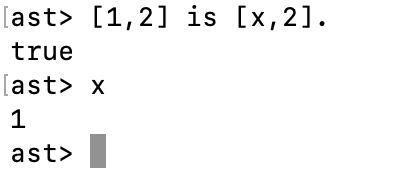 [ast> [1,2] is [x,2].
true
[ast> x
1
ast>